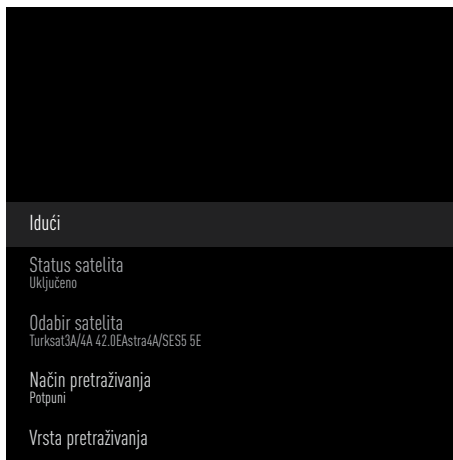 Idući
Status satelita
Uključeno
Odabir satelita
Turksat3A/4A 42.0EAstra4A/SES5 5E
Način pretraživanja
Potpuni
Vrsta pretraživanja